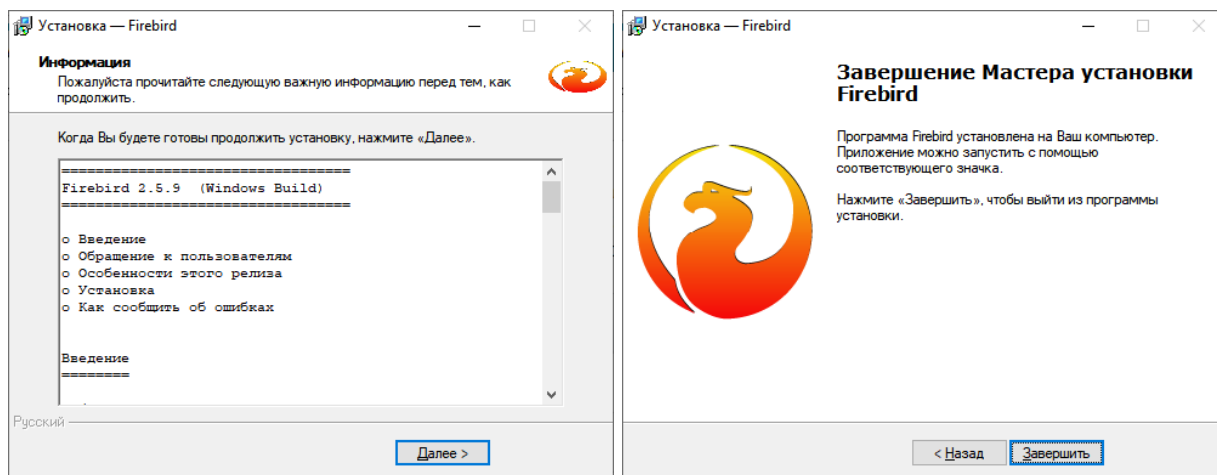 Установка — Firebird
Информация
Пожалуйста прочитайте следующую важную информацию перед тем, как
продолжить.
Когда Вы будете готовы продолжить установку, нажмите «Далее».
====================================
Firebird 2.5.9 (Windows Build)
====================================
o Введение
o Обращение к пользователям
o Особенности этого релиза
o Установка
o Как сообщить об ошибках
Введение
========
Русский
Далее >
Установка — Firebird
Завершение Мастера установки
Firebird
Программа Firebird установлена на Ваш компьютер.
Приложение можно запустить с помощью
соответствующего значка.
Нажмите «Завершить», чтобы выйти из программы
установки.
< Назад
Завершить